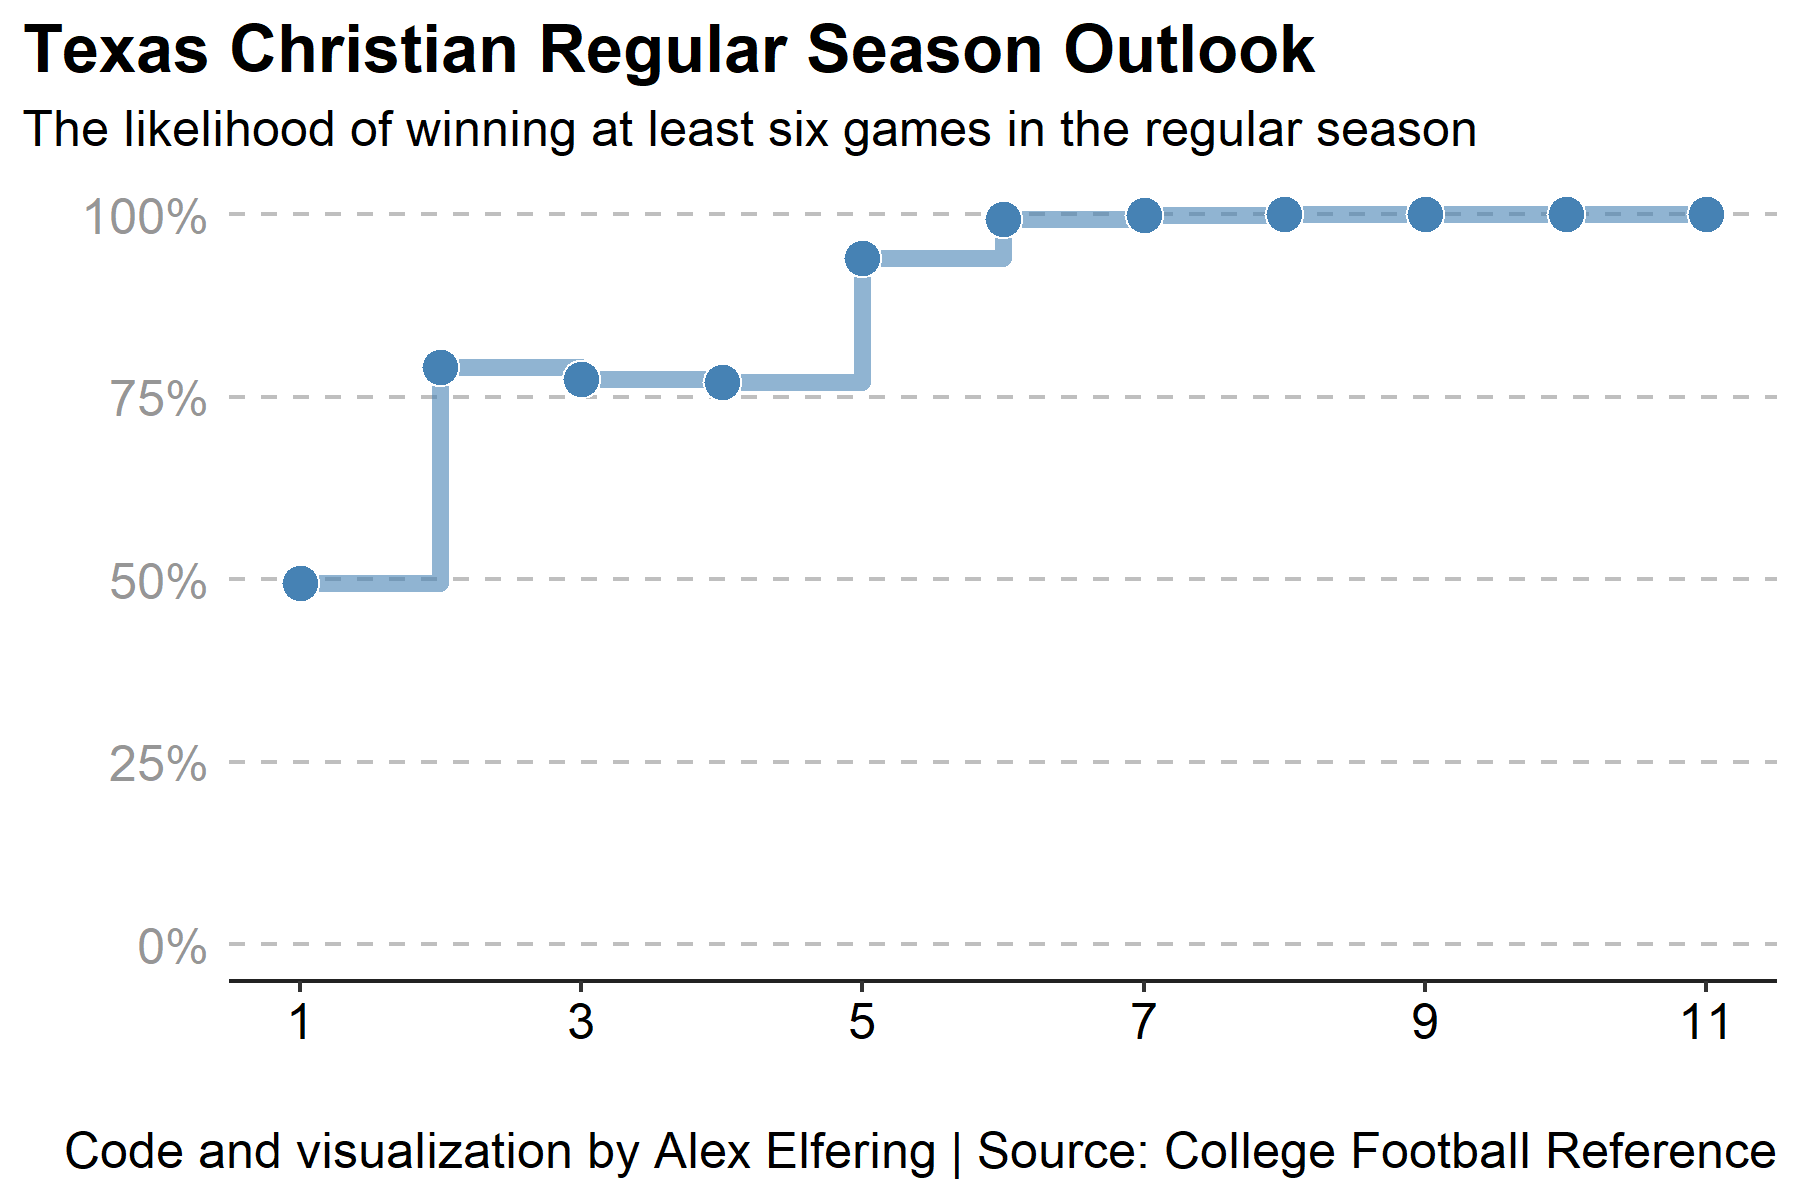 Texas Christian Regular Season Outlook
The likelihood of winning at least six games in the regular season
100%
75%
50%
25%
0%
1 3 5 7 9 11
Code and visualization by Alex Elfering | Source: College Football Reference